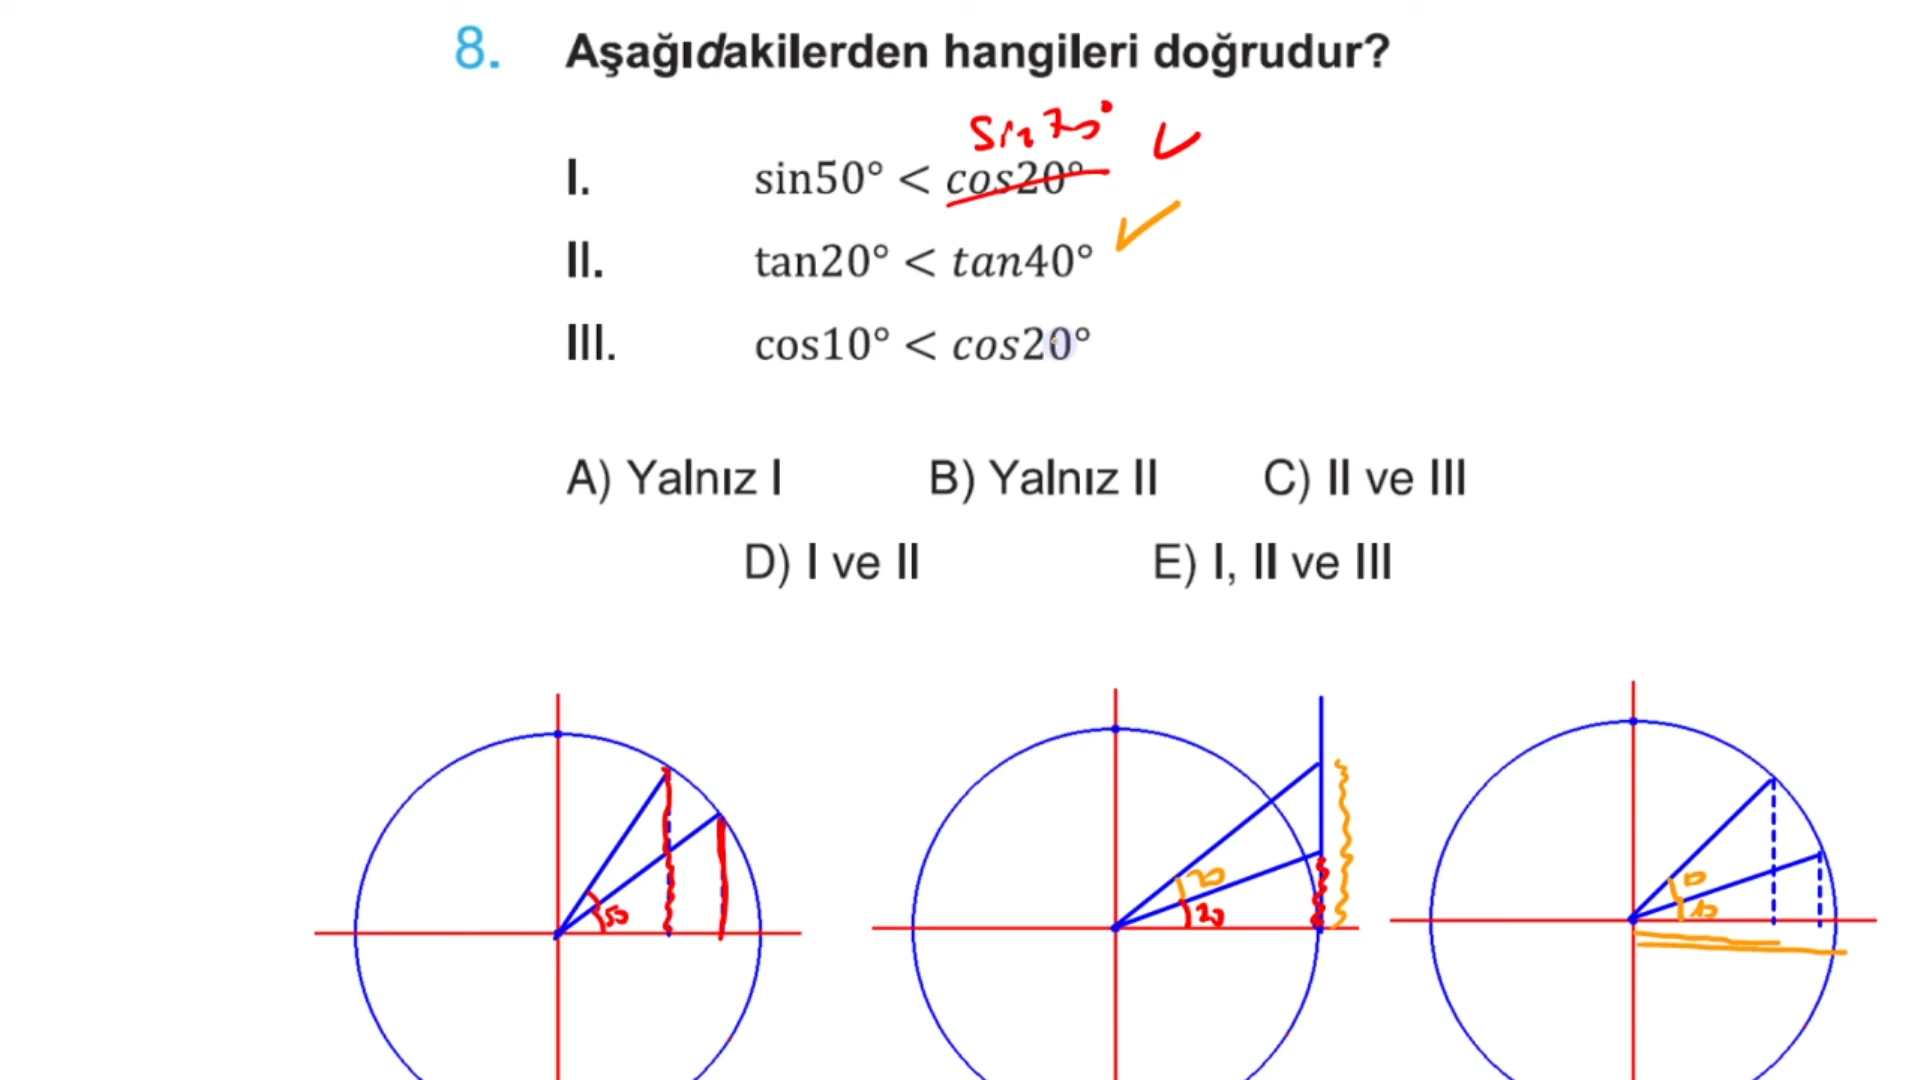 8. Aşağıdakilerden hangileri doğrudur?
sin70°
I. sin50° < cos20°
II. tan20° < tan40°
III. cos10° < cos20°
A) Yalnız I B) Yalnız II C) II ve III
D) I ve II E) I, II ve III
50
20
20
10
10